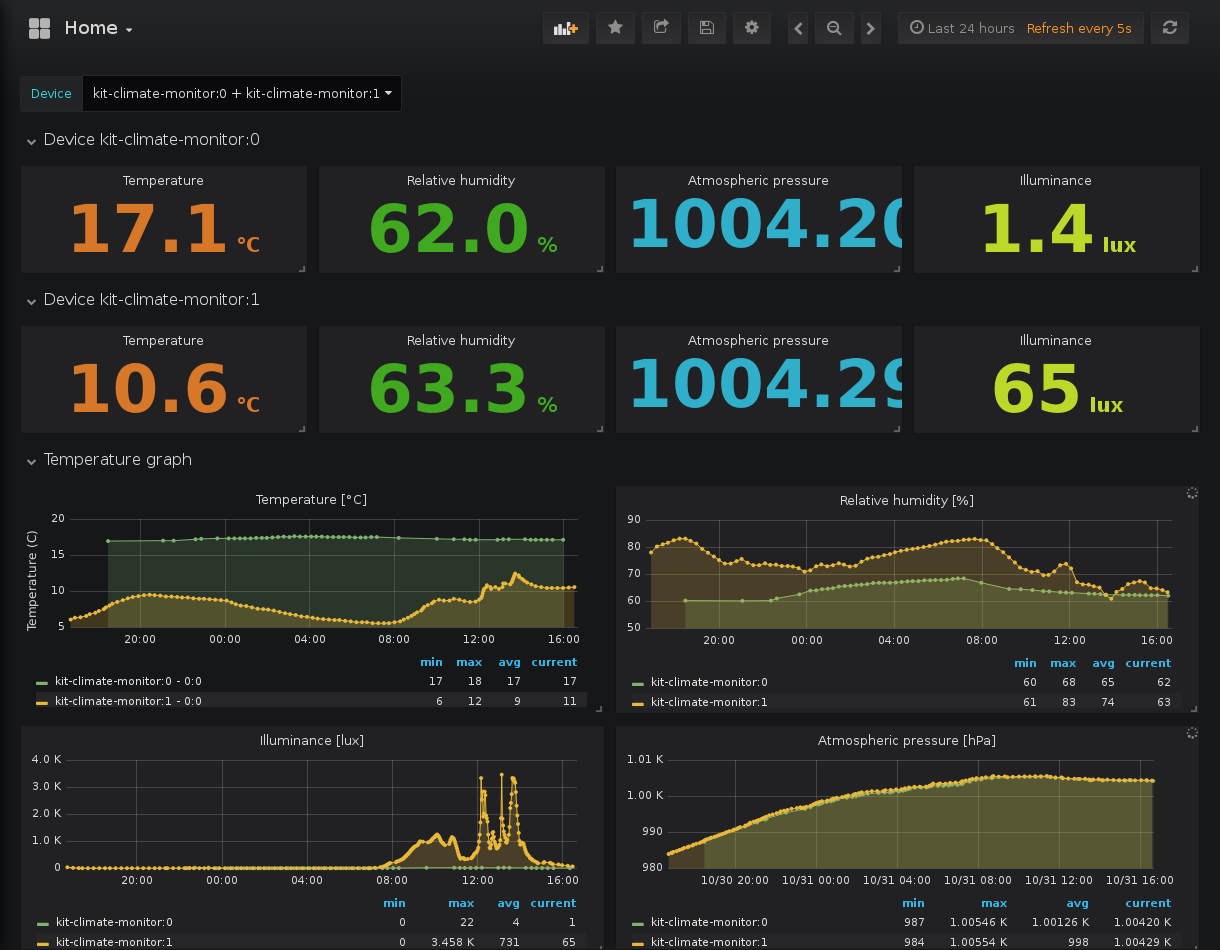 Home
Last 24 hours Refresh every 5s
Device kit-climate-monitor:0 + kit-climate-monitor:1
Device kit-climate-monitor:0
Temperature Relative humidity Atmospheric pressure Illuminance
17.1 °C 62.0 % 1004.20 1.4 lux
Device kit-climate-monitor:1
Temperature Relative humidity Atmospheric pressure Illuminance
10.6 °C 63.3 % 1004.29 65 lux
Temperature graph
Temperature [°C]
Temperature (C)
20
15
10
5
20:00 00:00 04:00 08:00 12:00 16:00
min max avg current
kit-climate-monitor:0 - 0:0 17 18 17 17
kit-climate-monitor:1 - 0:0 6 12 9 11
Relative humidity [%]
90
80
70
60
50
20:00 00:00 04:00 08:00 12:00 16:00
min max avg current
kit-climate-monitor:0 60 68 65 62
kit-climate-monitor:1 61 83 74 63
Illuminance [lux]
4.0 K
3.0 K
2.0 K
1.0 K
0
20:00 00:00 04:00 08:00 12:00 16:00
min max avg current
kit-climate-monitor:0 0 22 4 1
kit-climate-monitor:1 0 3.458 K 731 65
Atmospheric pressure [hPa]
1.01 K
1.00 K
990
980
10/30 20:00 10/31 00:00 10/31 04:00 10/31 08:00 10/31 12:00 10/31 16:00
min max avg current
kit-climate-monitor:0 987 1.00546 K 1.00126 K 1.00420 K
kit-climate-monitor:1 984 1.00554 K 998 1.00429 K